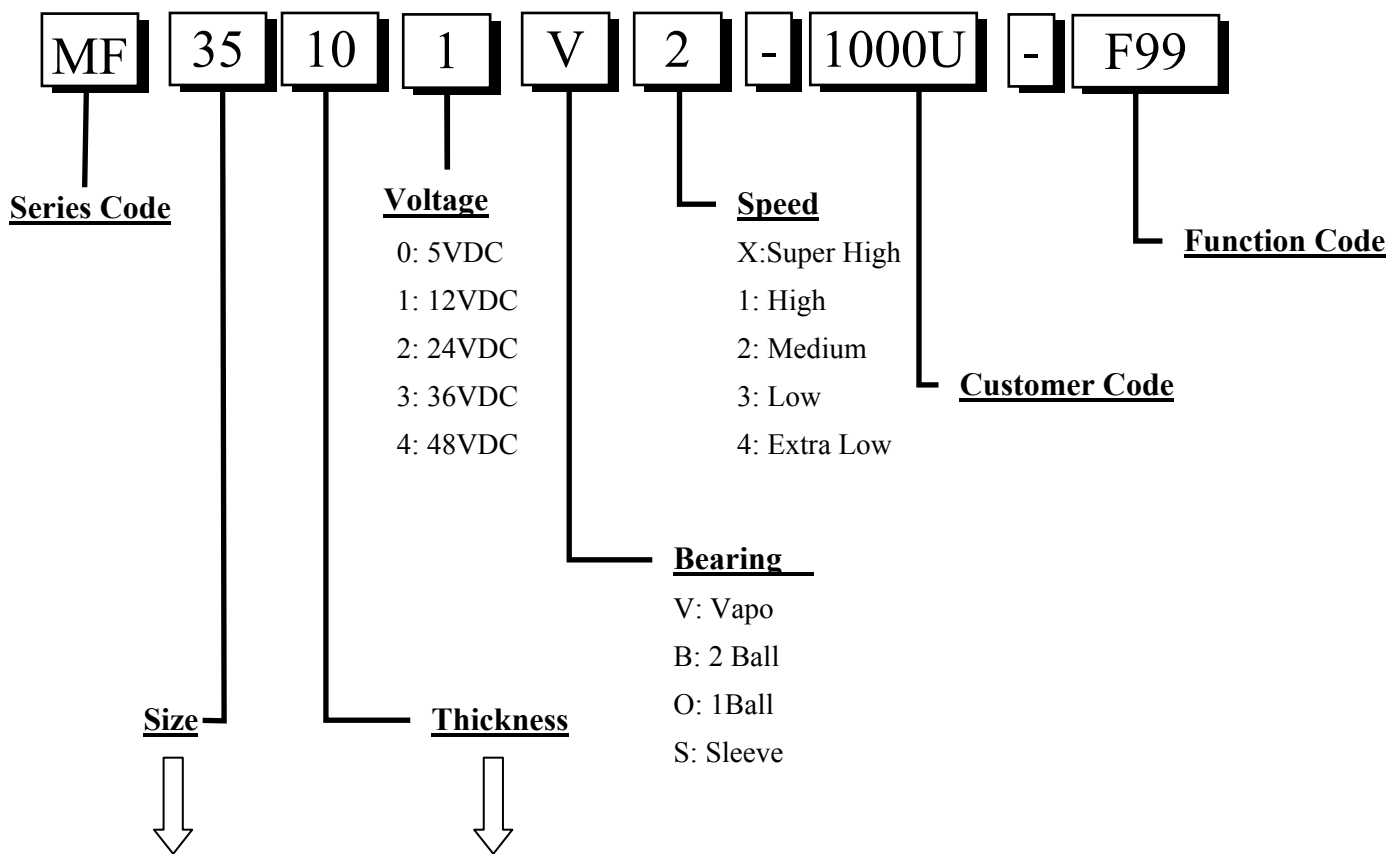 MF 35 10 1 V 2 - 1000U - F99
Series Code
Voltage
0: 5VDC
1: 12VDC
2: 24VDC
3: 36VDC
4: 48VDC
Speed
X:Super High
1: High
2: Medium
3: Low
4: Extra Low
Function Code
Customer Code
Bearing
V: Vapo
B: 2 Ball
O: 1Ball
S: Sleeve
Size
Thickness